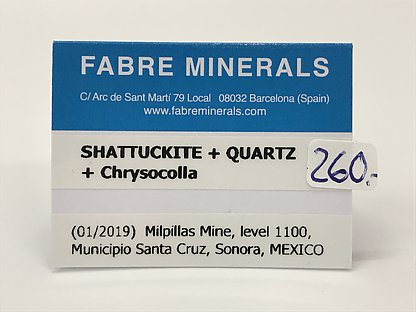 FABRE MINERALS
C/ Arc de Sant Martí 79 Local 08032 Barcelona (Spain)
www.fabreminerals.com
SHATTUCKITE + QUARTZ
+ Chrysocolla
260.-
(01/2019) Milpillas Mine, level 1100,
Municipio Santa Cruz, Sonora, MEXICO